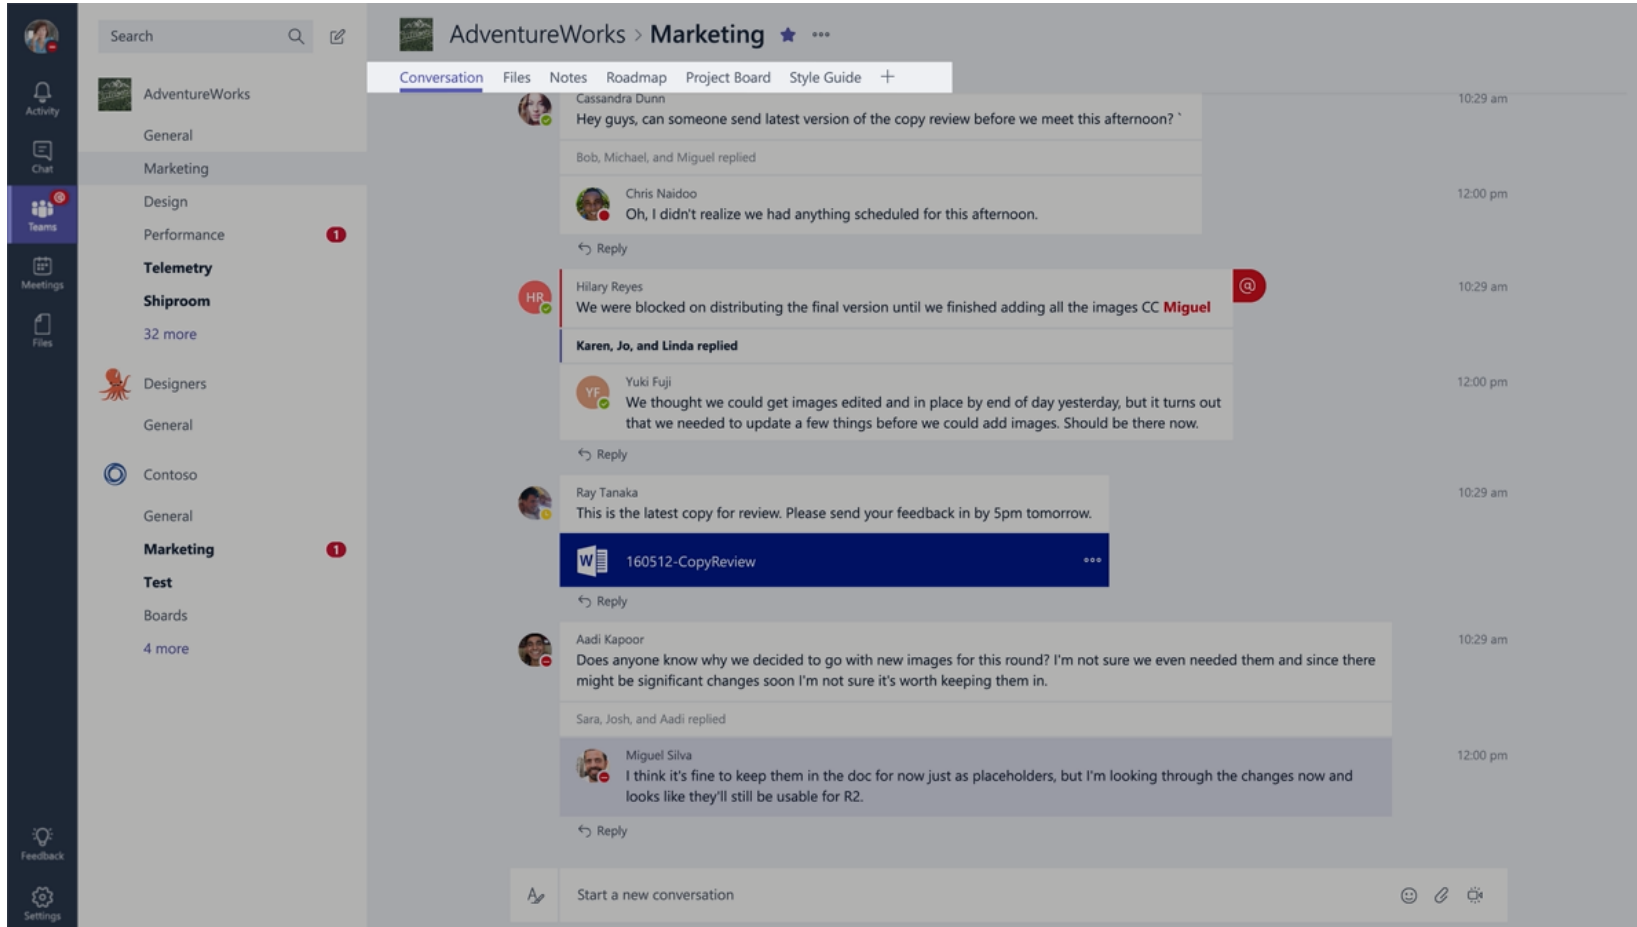 Activity
Chat
Teams
Meetings
Files
Feedback
Settings
Search
AdventureWorks
General
Marketing
Design
Performance 1
Telemetry
Shiproom
32 more
Designers
General
Contoso
General
Marketing 1
Test
Boards
4 more
AdventureWorks > Marketing
Conversation Files Notes Roadmap Project Board Style Guide +
Cassandra Dunn 10:29 am
Hey guys, can someone send latest version of the copy review before we meet this afternoon? `
Bob, Michael, and Miguel replied
Chris Naidoo 12:00 pm
Oh, I didn't realize we had anything scheduled for this afternoon.
Reply
HR
Hilary Reyes @ 10:29 am
We were blocked on distributing the final version until we finished adding all the images CC Miguel
Karen, Jo, and Linda replied
YF
Yuki Fuji 12:00 pm
We thought we could get images edited and in place by end of day yesterday, but it turns out
that we needed to update a few things before we could add images. Should be there now.
Reply
Ray Tanaka 10:29 am
This is the latest copy for review. Please send your feedback in by 5pm tomorrow.
W 160512-CopyReview
Reply
Aadi Kapoor 10:29 am
Does anyone know why we decided to go with new images for this round? I'm not sure we even needed them and since there
might be significant changes soon I'm not sure it's worth keeping them in.
Sara, Josh, and Aadi replied
Miguel Silva 12:00 pm
I think it's fine to keep them in the doc for now just as placeholders, but I'm looking through the changes now and
looks like they'll still be usable for R2.
Reply
Start a new conversation